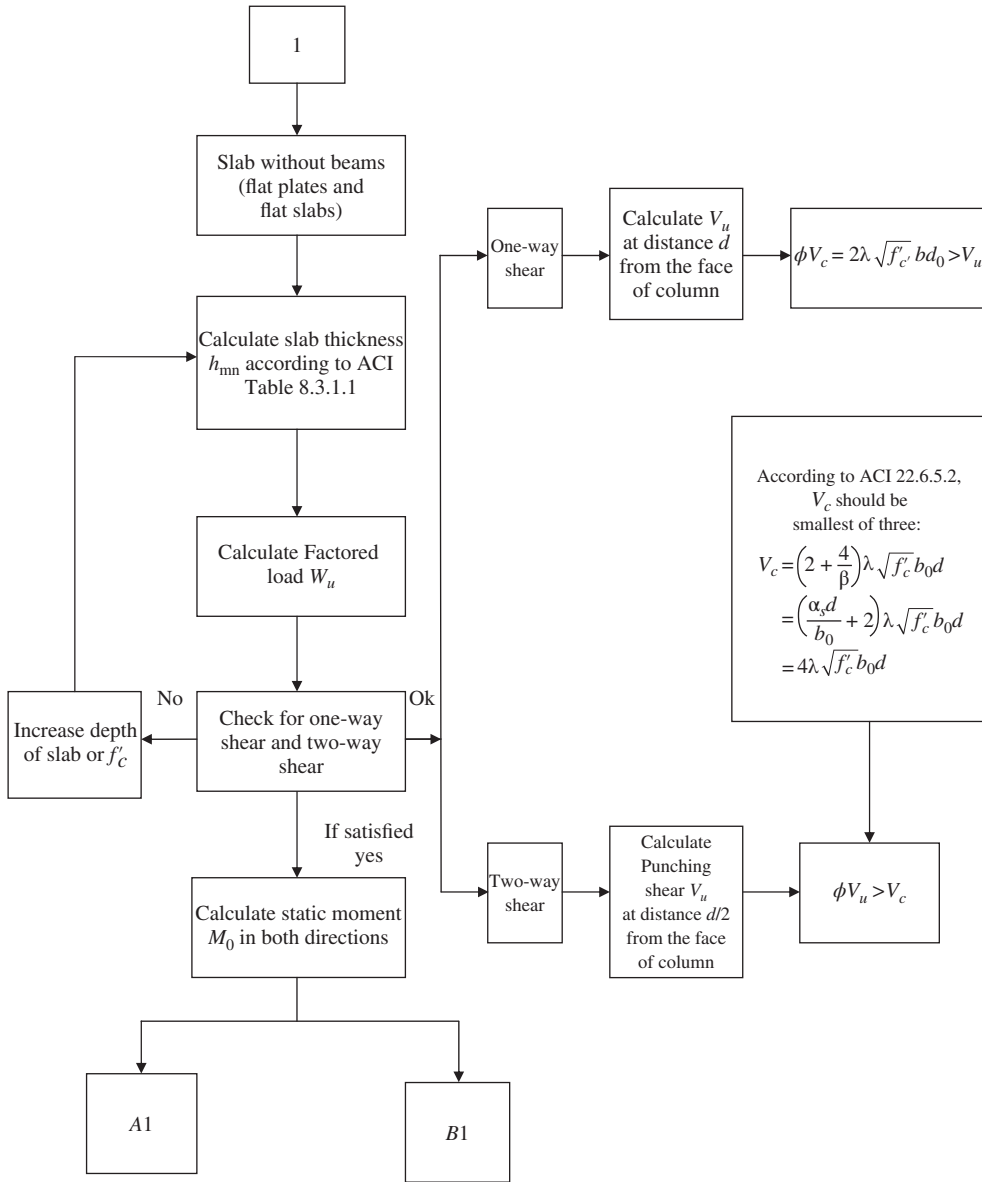 1
Slab without beams
(flat plates and
flat slabs)
Calculate slab thickness
h_mn according to ACI
Table 8.3.1.1
Calculate Factored
load W_u
No
Ok
Increase depth
of slab or f'_c
Check for one-way
shear and two-way
shear
If satisfied
yes
Calculate static moment
M_0 in both directions
A1
B1
One-way
shear
Calculate V_u
at distance d
from the face
of column
ϕV_c = 2λ√f'_c' bd_0 > V_u
According to ACI 22.6.5.2,
V_c should be
smallest of three:
V_c = (2 + 4/β) λ√f'_c b_0d
= (α_s d/b_0 + 2) λ√f'_c b_0d
= 4λ√f'_c b_0d
Two-way
shear
Calculate
Punching
shear V_u
at distance d/2
from the face
of column
ϕV_u > V_c